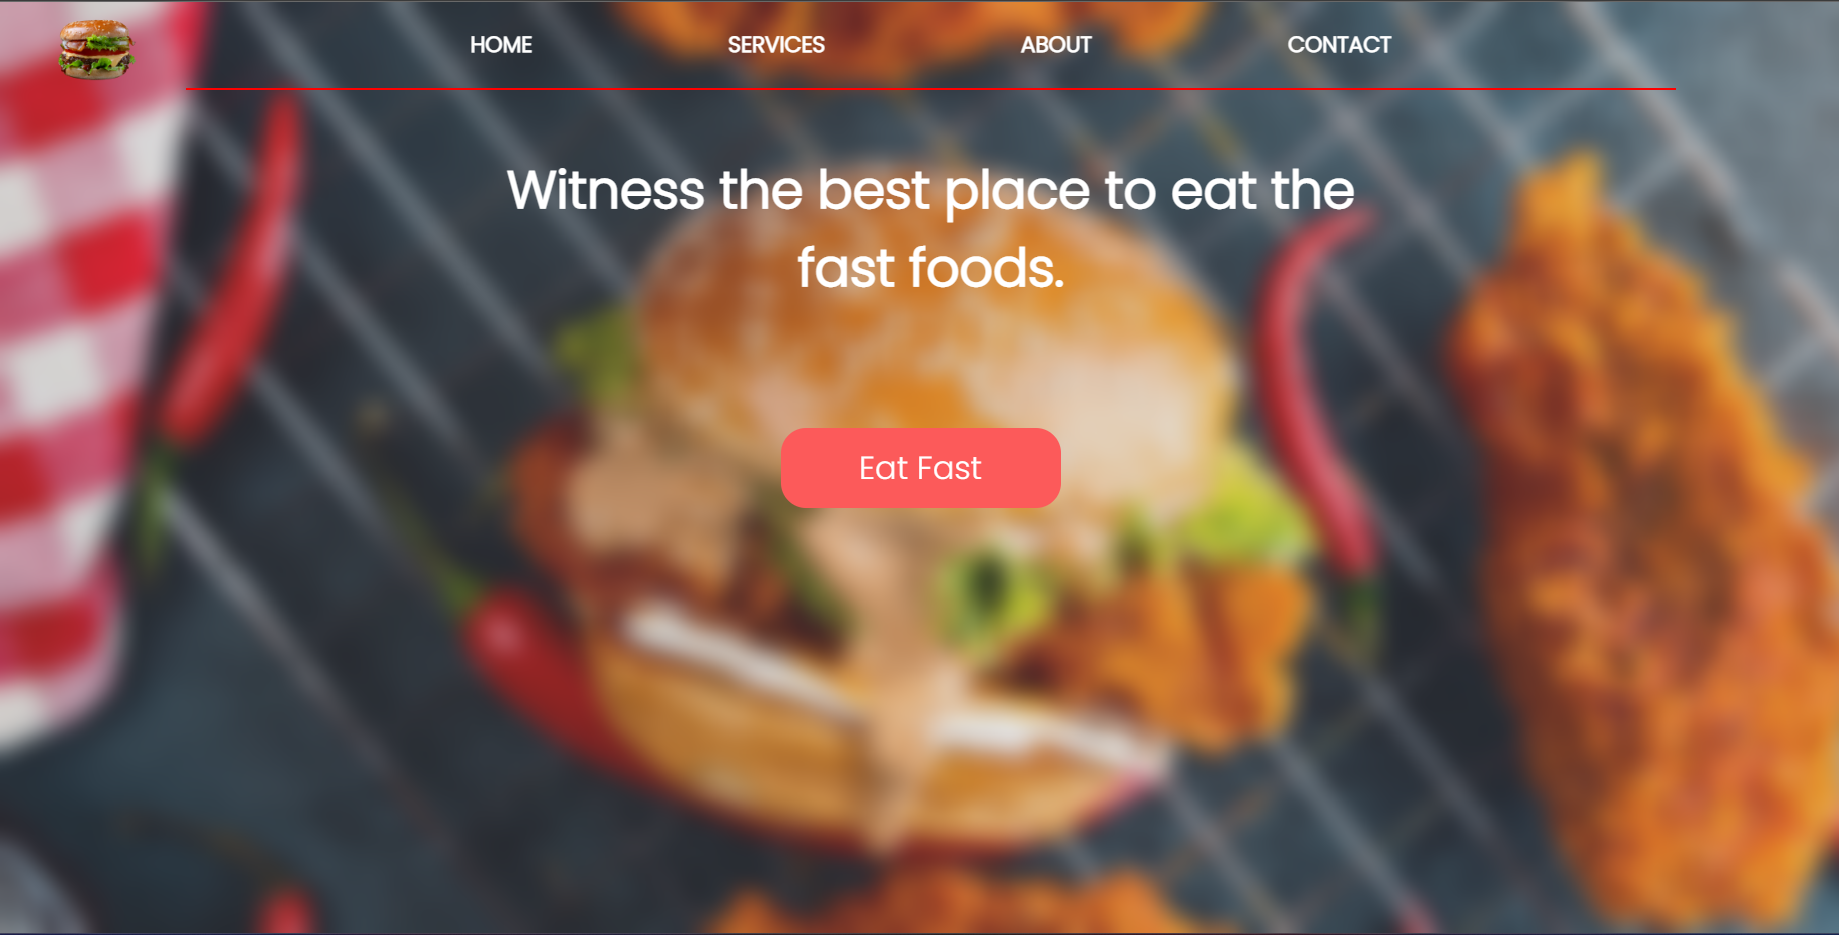 HOME SERVICES ABOUT CONTACT
Witness the best place to eat the
fast foods.
Eat Fast